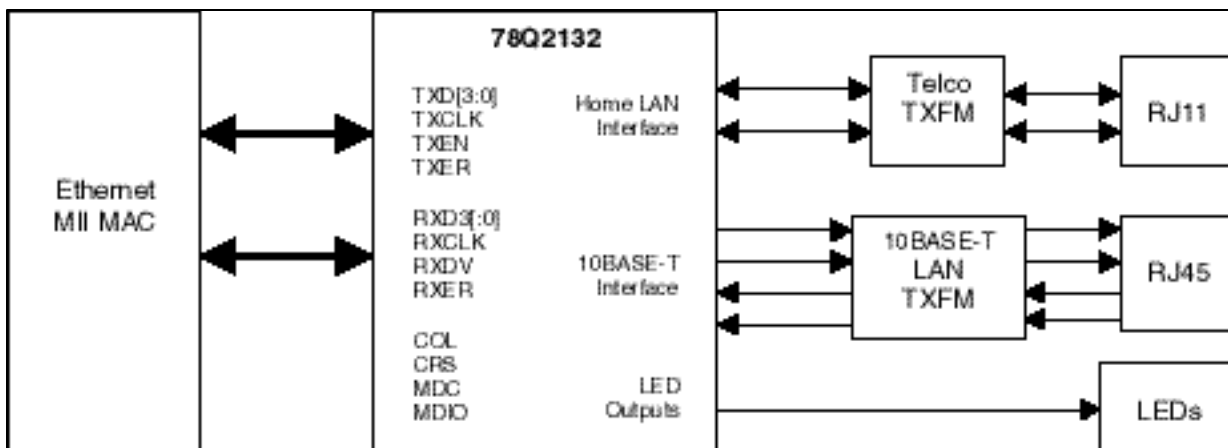 78Q2132
Ethernet
MII MAC
TXD[3:0]
TXCLK
TXEN
TXER
RXD3[:0]
RXCLK
RXDV
RXER
COL
CRS
MDC
MDIO
Home LAN
Interface
10BASE-T
Interface
LED
Outputs
Telco
TXFM
RJ11
10BASE-T
LAN
TXFM
RJ45
LEDs